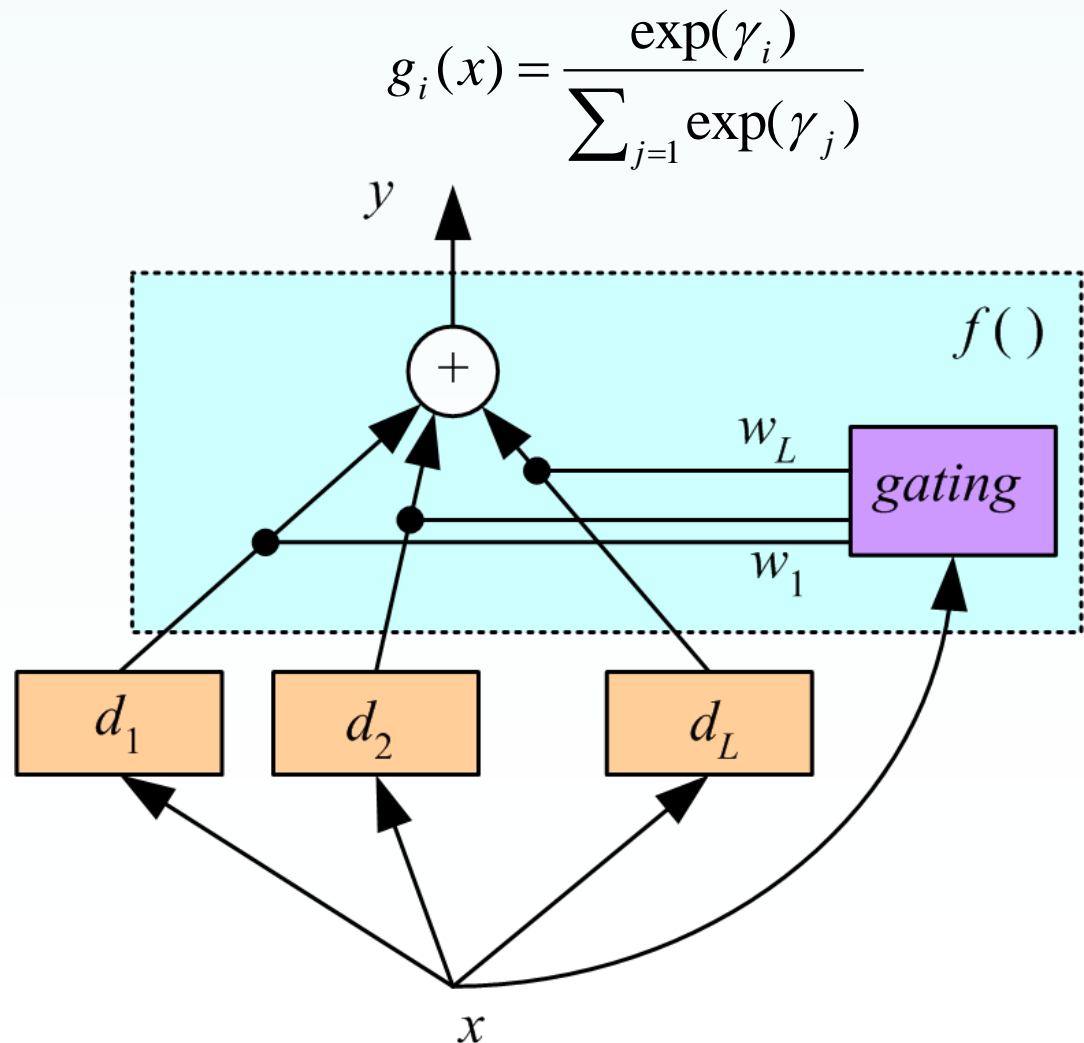 g_i(x) = exp(γ_i) / ∑_{j=1} exp(γ_j)
y
f( )
+
w_L
gating
w_1
d_1 d_2 d_L
x